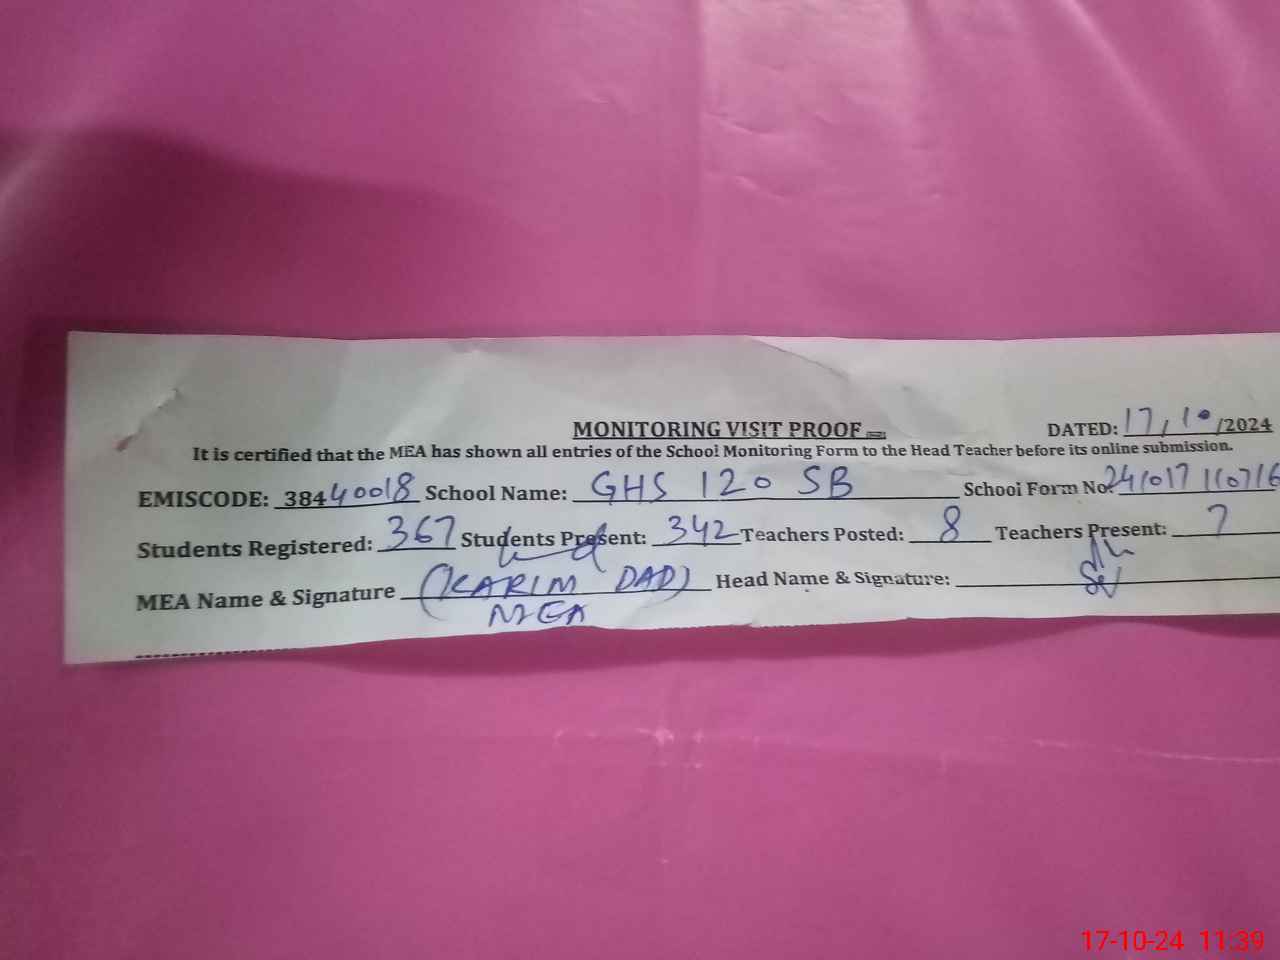 MONITORING VISIT PROOF
DATED: 17/10/2024
It is certified that the MEA has shown all entries of the School Monitoring Form to the Head Teacher before its online submission.
EMISCODE: 38440018 School Name: GHS 120 SB School Form No: 241017110716
Students Registered: 367 Students Present: 342 Teachers Posted: 8 Teachers Present: 7
MEA Name & Signature (KARIM DAD) Head Name & Signature:
MEA
17-10-24 11:39